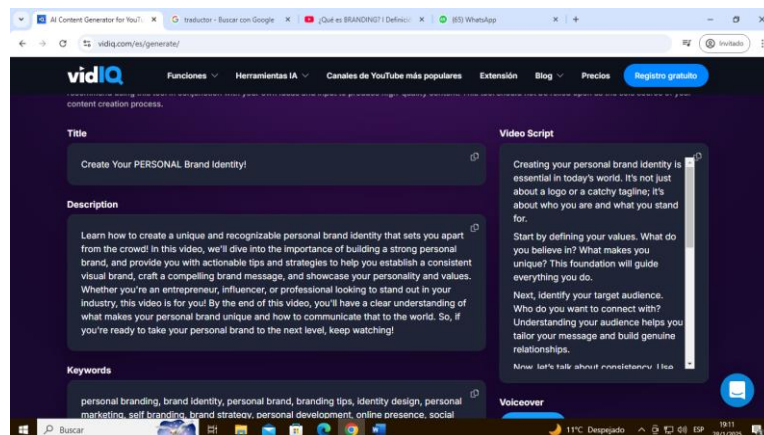 AI Content Generator for YouTu
traductor - Buscar con Google
¿Qué es BRANDING? | Definici
(65) WhatsApp
vidiq.com/es/generate/
Invitado
vidIQ
Funciones
Herramientas IA
Canales de YouTube más populares
Extensión
Blog
Precios
Registro gratuito
content creation process.
Title
Create Your PERSONAL Brand Identity!
Description
Learn how to create a unique and recognizable personal brand identity that sets you apart
from the crowd! In this video, we'll dive into the importance of building a strong personal
brand, and provide you with actionable tips and strategies to help you establish a consistent
visual brand, craft a compelling brand message, and showcase your personality and values.
Whether you're an entrepreneur, influencer, or professional looking to stand out in your
industry, this video is for you! By the end of this video, you'll have a clear understanding of
what makes your personal brand unique and how to communicate that to the world. So, if
you're ready to take your personal brand to the next level, keep watching!
Keywords
personal branding, brand identity, personal brand, branding tips, identity design, personal
marketing, self branding, brand strategy, personal development, online presence, social
Video Script
Creating your personal brand identity is
essential in today's world. It's not just
about a logo or a catchy tagline; it's
about who you are and what you stand
for.
Start by defining your values. What do
you believe in? What makes you
unique? This foundation will guide
everything you do.
Next, identify your target audience.
Who do you want to connect with?
Understanding your audience helps you
tailor your message and build genuine
relationships.
Now, let's talk about consistency. Use
Voiceover
Buscar
11°C Despejado
ESP
19:11
28/1/2025